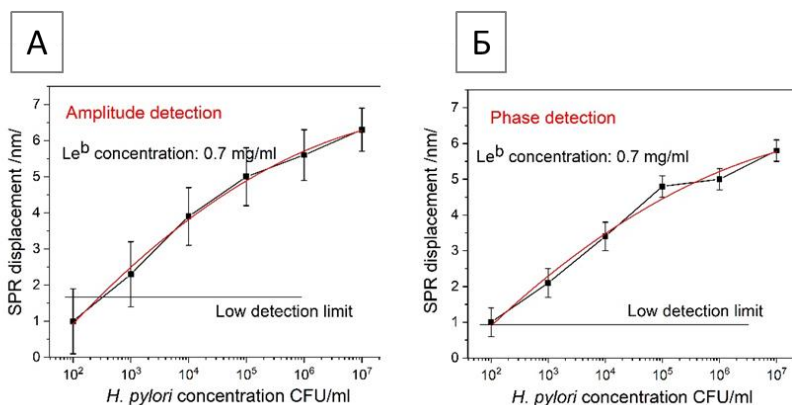 А
Amplitude detection
Le^b concentration: 0.7 mg/ml
SPR displacement /nm/
7
6
5
4
3
2
1
0
Low detection limit
10^2 10^3 10^4 10^5 10^6 10^7
H. pylori concentration CFU/ml
Б
Phase detection
Le^b concentration: 0.7 mg/ml
SPR displacement /nm/
7
6
5
4
3
2
1
0
Low detection limit
10^2 10^3 10^4 10^5 10^6 10^7
H. pylori concentration CFU/ml